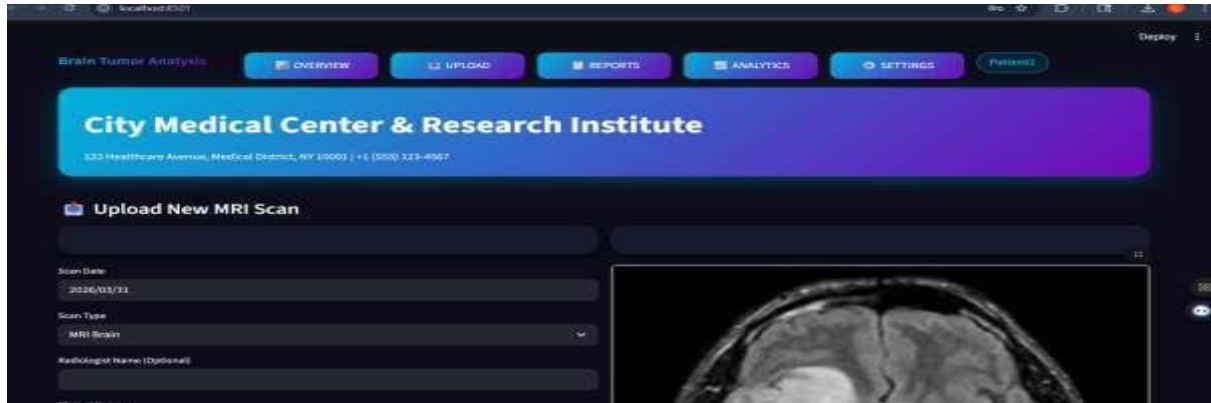 localhost:8501
Deploy
Brain Tumor Analysis
OVERVIEW
UPLOAD
REPORTS
ANALYTICS
SETTINGS
Patient1
City Medical Center & Research Institute
123 Healthcare Avenue, Medical District, NY 10001 | +1 (555) 123-4567
Upload New MRI Scan
Scan Date
2026/03/31
Scan Type
MRI Brain
Radiologist Name (Optional)